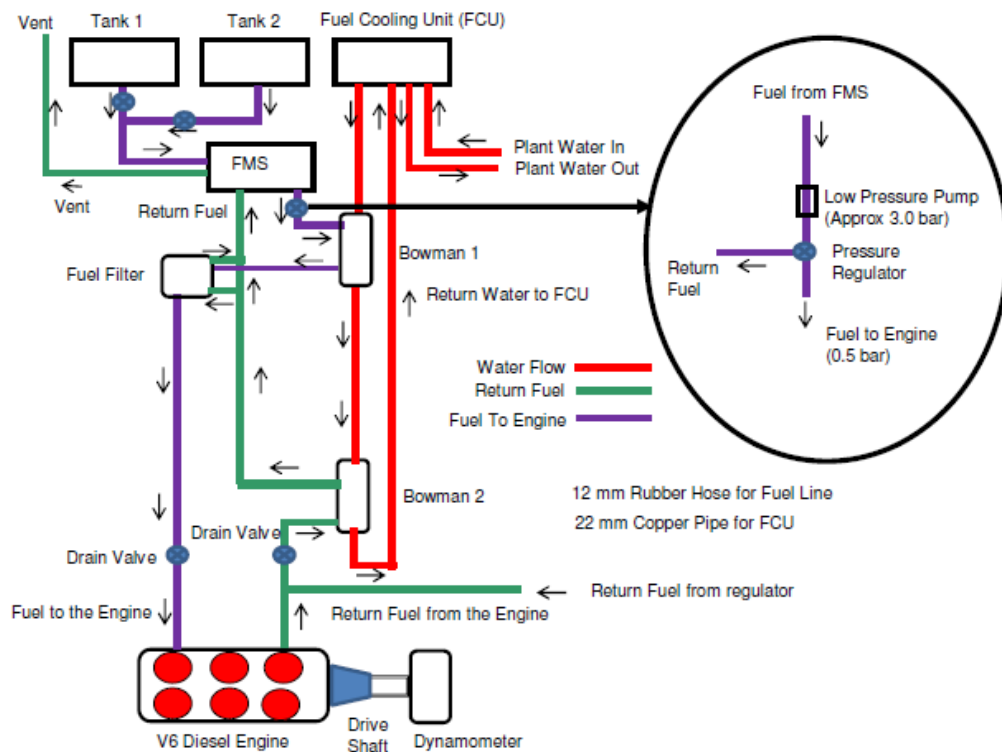 Vent
Tank 1
Tank 2
Fuel Cooling Unit (FCU)
Fuel from FMS
Plant Water In
Plant Water Out
FMS
Vent
Return Fuel
Low Pressure Pump
(Approx 3.0 bar)
Bowman 1
Fuel Filter
Return
Fuel
Pressure
Regulator
Return Water to FCU
Fuel to Engine
(0.5 bar)
Water Flow
Return Fuel
Fuel To Engine
Bowman 2
12 mm Rubber Hose for Fuel Line
22 mm Copper Pipe for FCU
Drain Valve
Drain Valve
Fuel to the Engine
Return Fuel from the Engine
Return Fuel from regulator
V6 Diesel Engine
Drive
Shaft
Dynamometer